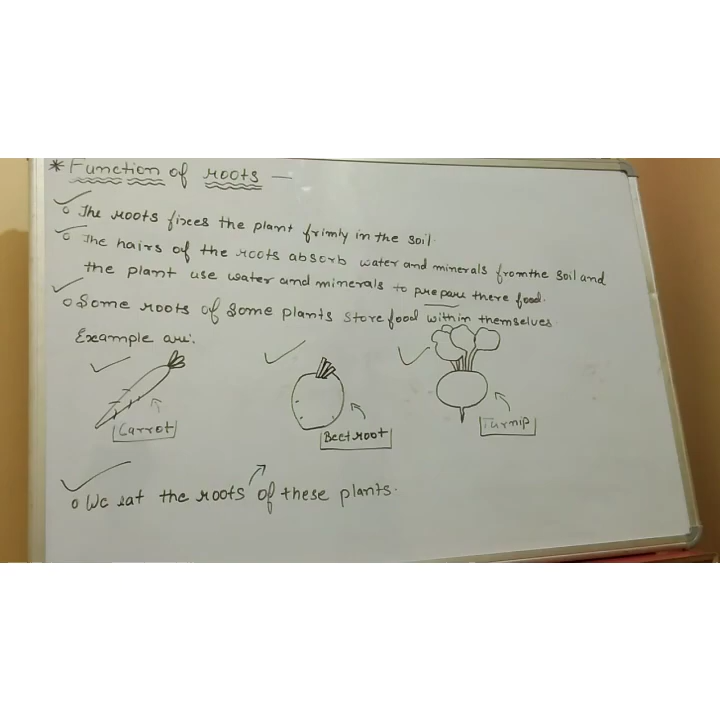 * Function of roots —
o The roots fixes the plant frimly in the soil.
o The hairs of the roots absorb water and minerals from the soil and
the plant use water and minerals to prepare there food.
o Some roots of some plants store food within themselves.
Example are:
Carrot
Beetroot
Turnip
o We eat the roots of these plants.